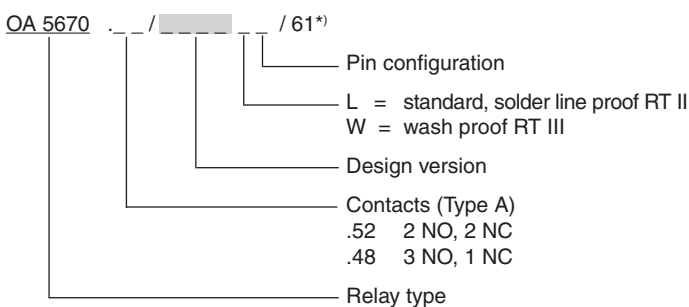 OA 5670 ._ _ / _ _ _ _ _ _ / 61*)
Pin configuration
L = standard, solder line proof RT II
W = wash proof RT III
Design version
Contacts (Type A)
.52 2 NO, 2 NC
.48 3 NO, 1 NC
Relay type